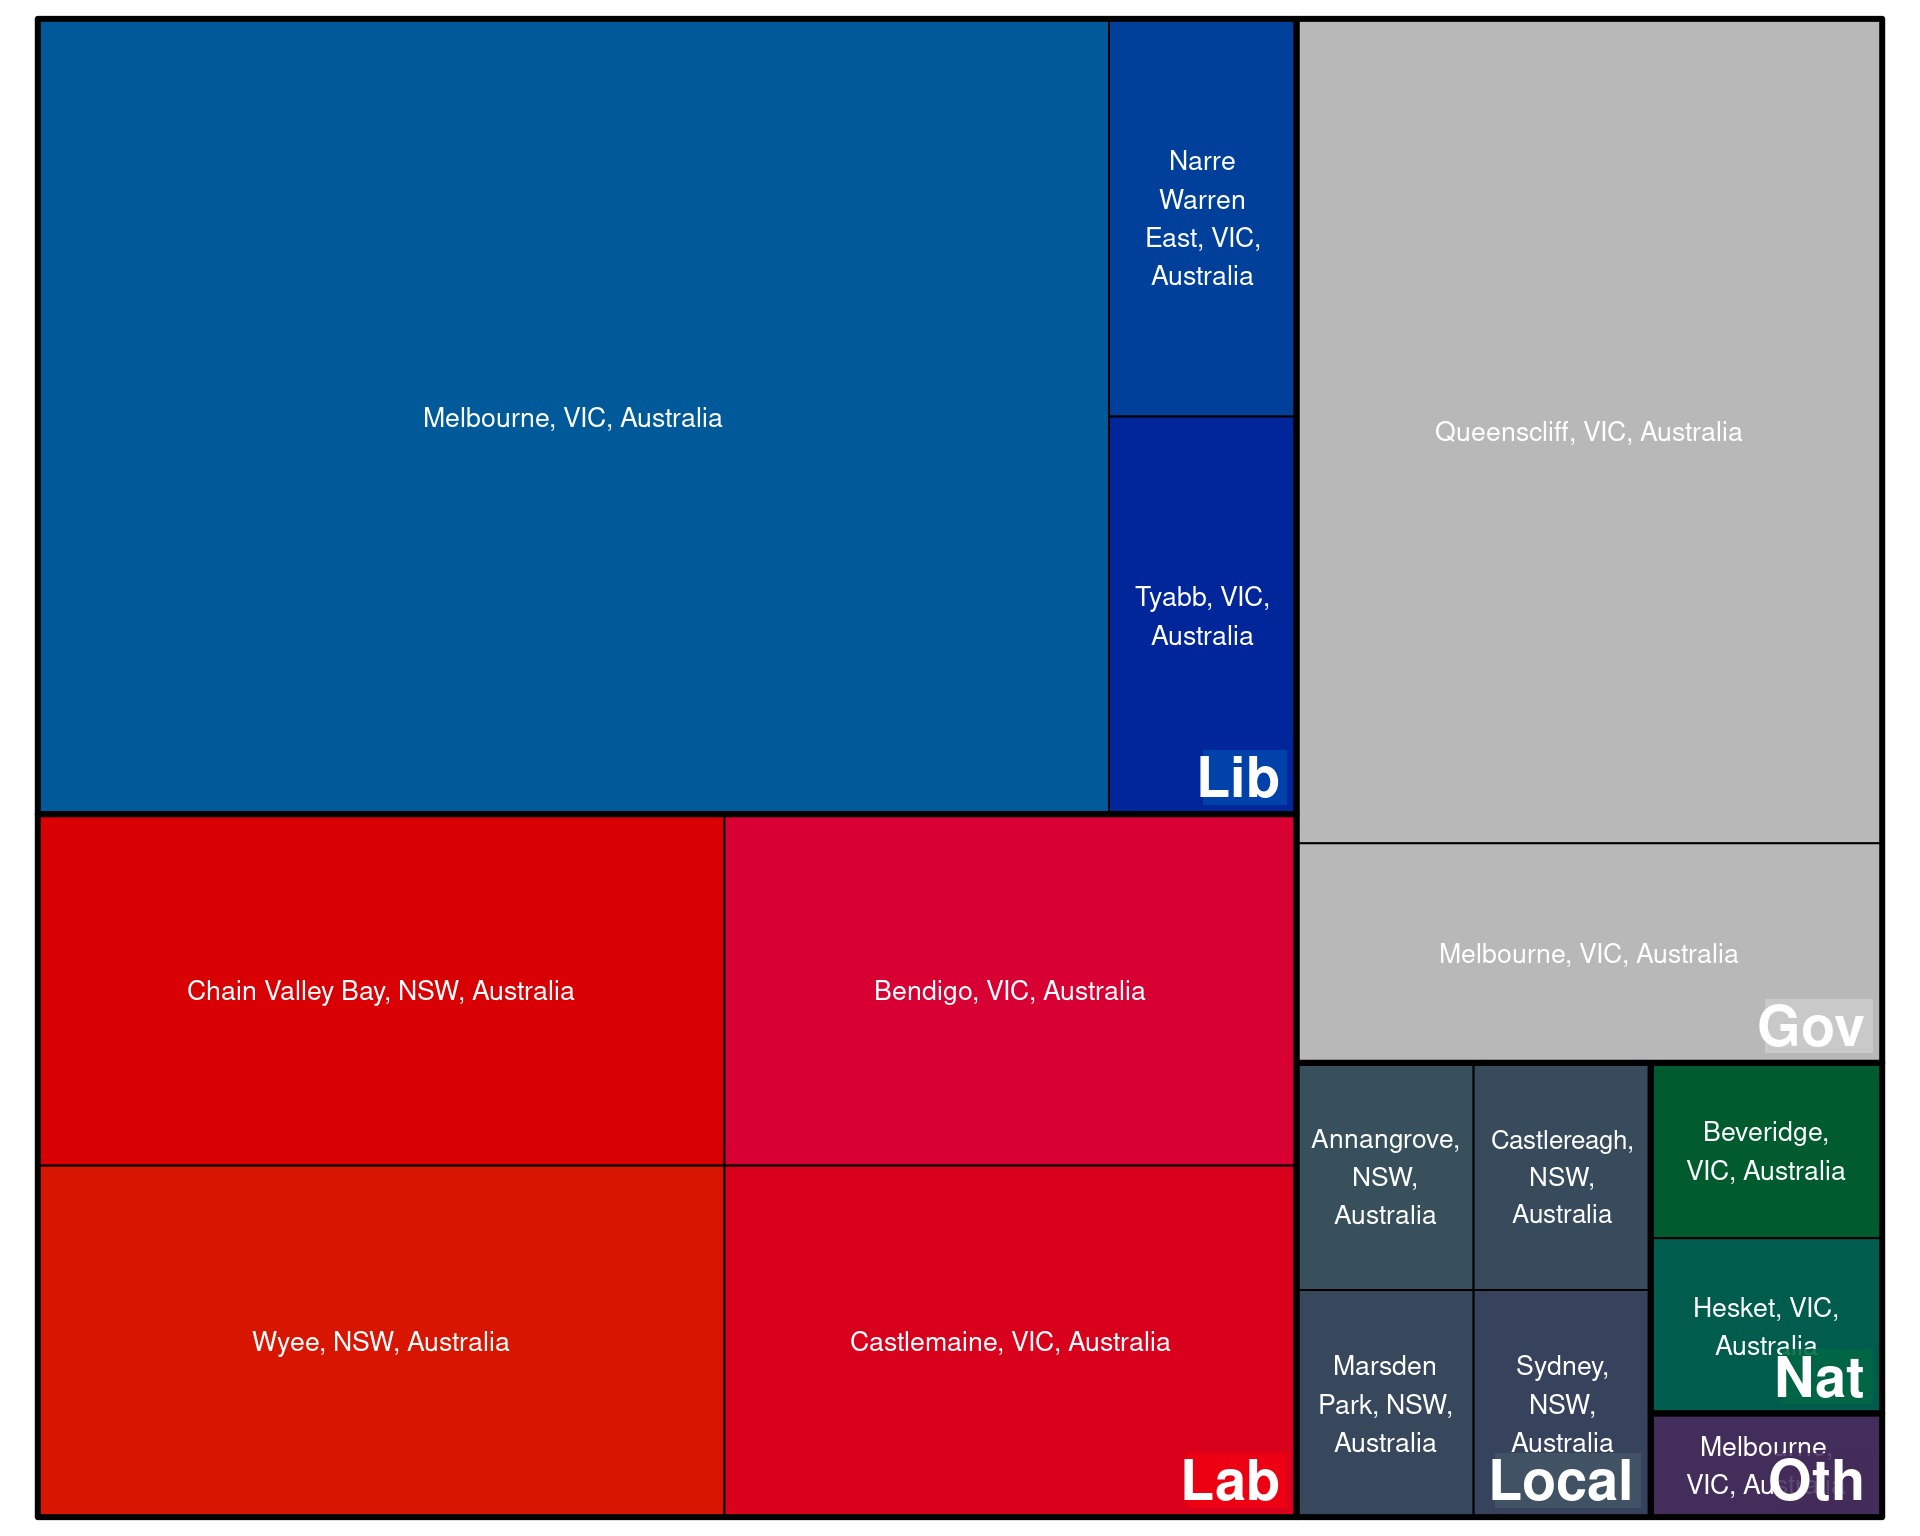 Melbourne, VIC, Australia
Narre
Warren
East, VIC,
Australia
Tyabb, VIC,
Australia
Lib
Queenscliff, VIC, Australia
Melbourne, VIC, Australia
Gov
Chain Valley Bay, NSW, Australia
Bendigo, VIC, Australia
Wyee, NSW, Australia
Castlemaine, VIC, Australia
Lab
Annangrove,
NSW,
Australia
Castlereagh,
NSW,
Australia
Marsden
Park, NSW,
Australia
Sydney,
NSW,
Australia
Local
Beveridge,
VIC, Australia
Hesket, VIC,
Australia
Nat
Melbourne,
VIC, Australia
Oth